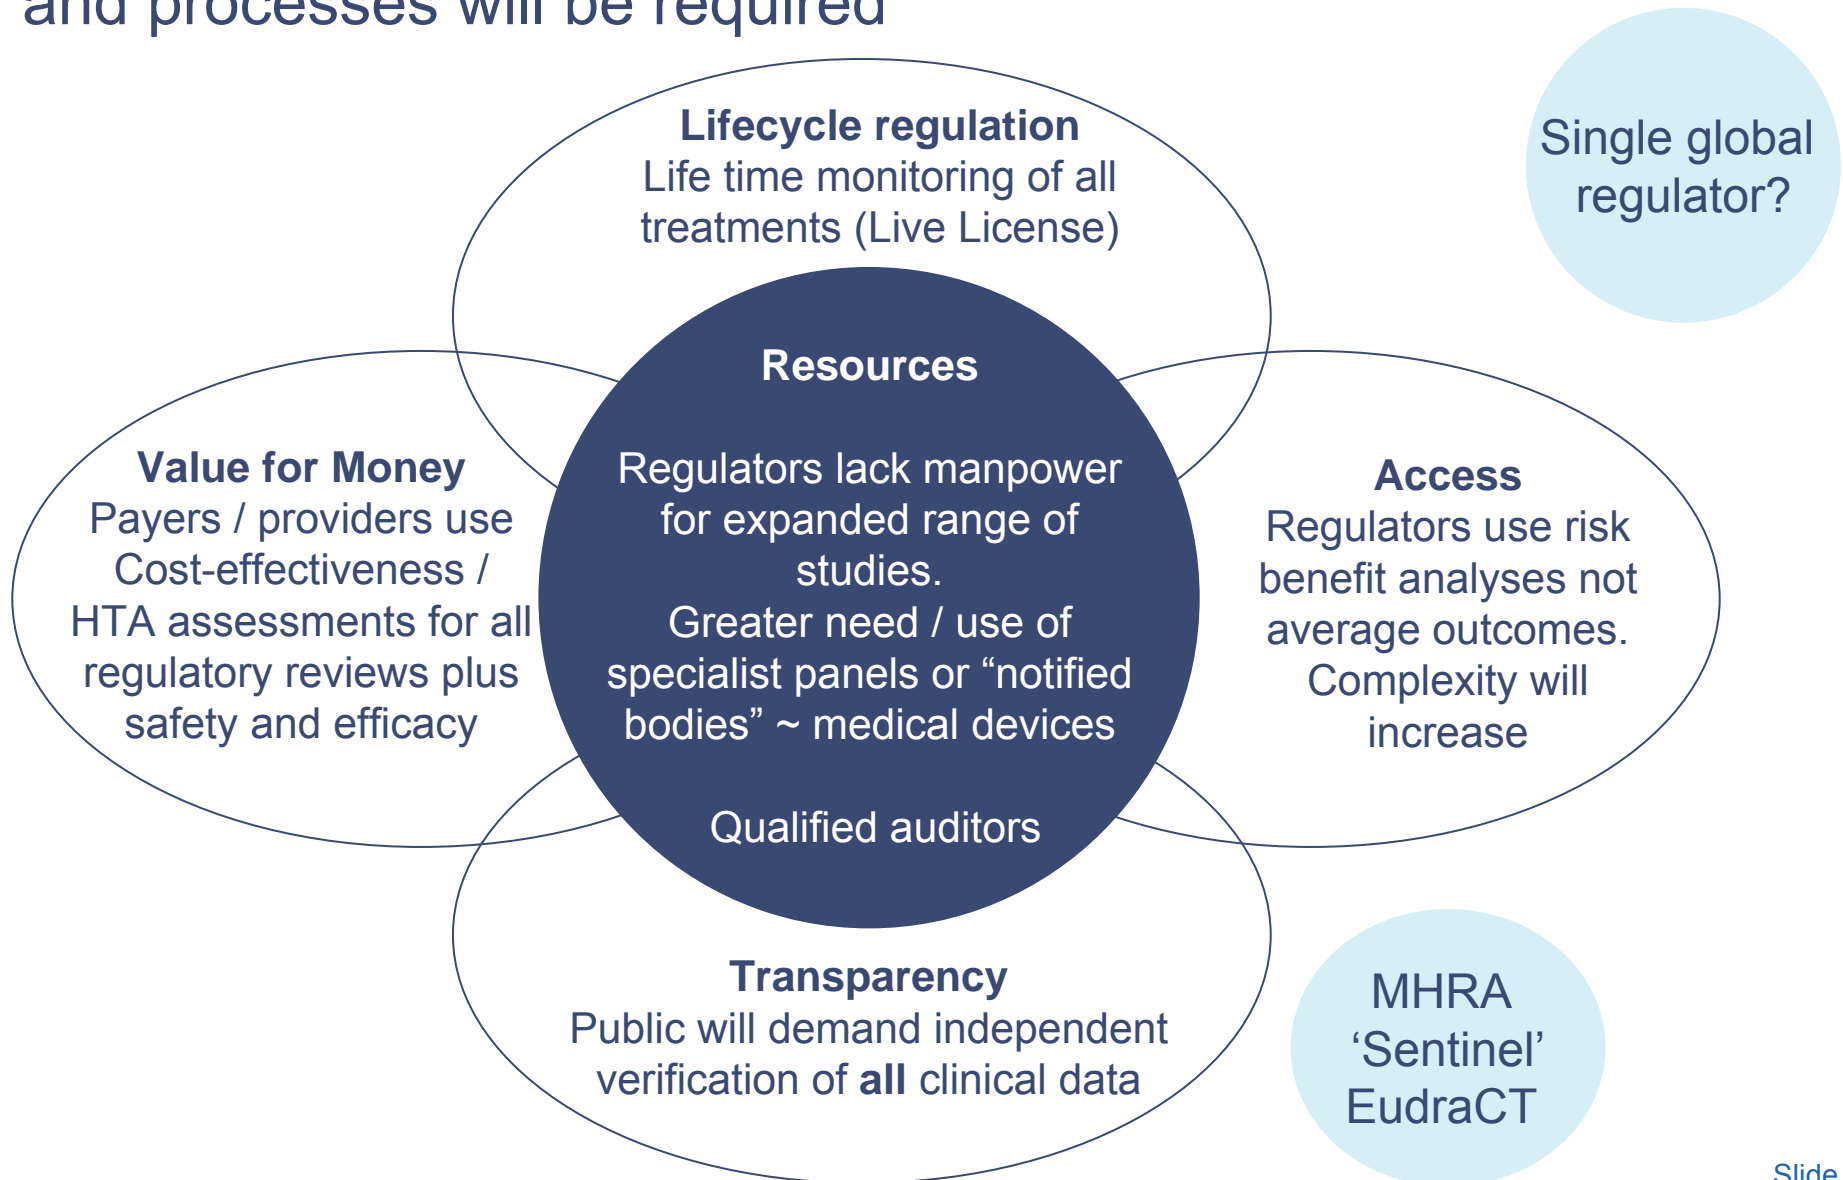 and processes will be required
Single global
regulator?
Lifecycle regulation
Life time monitoring of all
treatments (Live License)
Value for Money
Payers / providers use
Cost-effectiveness /
HTA assessments for all
regulatory reviews plus
safety and efficacy
Resources
Regulators lack manpower
for expanded range of
studies.
Greater need / use of
specialist panels or “notified
bodies” ~ medical devices
Qualified auditors
Access
Regulators use risk
benefit analyses not
average outcomes.
Complexity will
increase
Transparency
Public will demand independent
verification of all clinical data
MHRA
‘Sentinel’
EudraCT
Slide